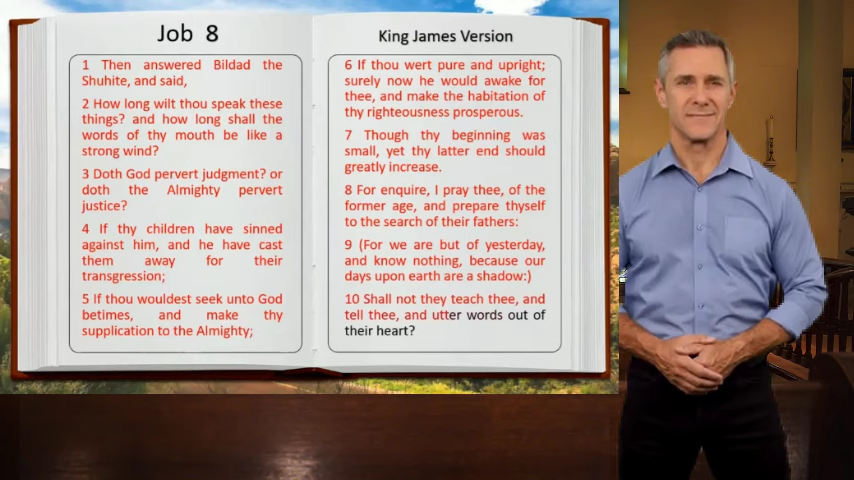 Job 8
1 Then answered Bildad the
Shuhite, and said,
2 How long wilt thou speak these
things? and how long shall the
words of thy mouth be like a
strong wind?
3 Doth God pervert judgment? or
doth the Almighty pervert
justice?
4 If thy children have sinned
against him, and he have cast
them away for their
transgression;
5 If thou wouldest seek unto God
betimes, and make thy
supplication to the Almighty;
King James Version
6 If thou wert pure and upright;
surely now he would awake for
thee, and make the habitation of
thy righteousness prosperous.
7 Though thy beginning was
small, yet thy latter end should
greatly increase.
8 For enquire, I pray thee, of the
former age, and prepare thyself
to the search of their fathers:
9 (For we are but of yesterday,
and know nothing, because our
days upon earth are a shadow:)
10 Shall not they teach thee, and
tell thee, and utter words out of
their heart?